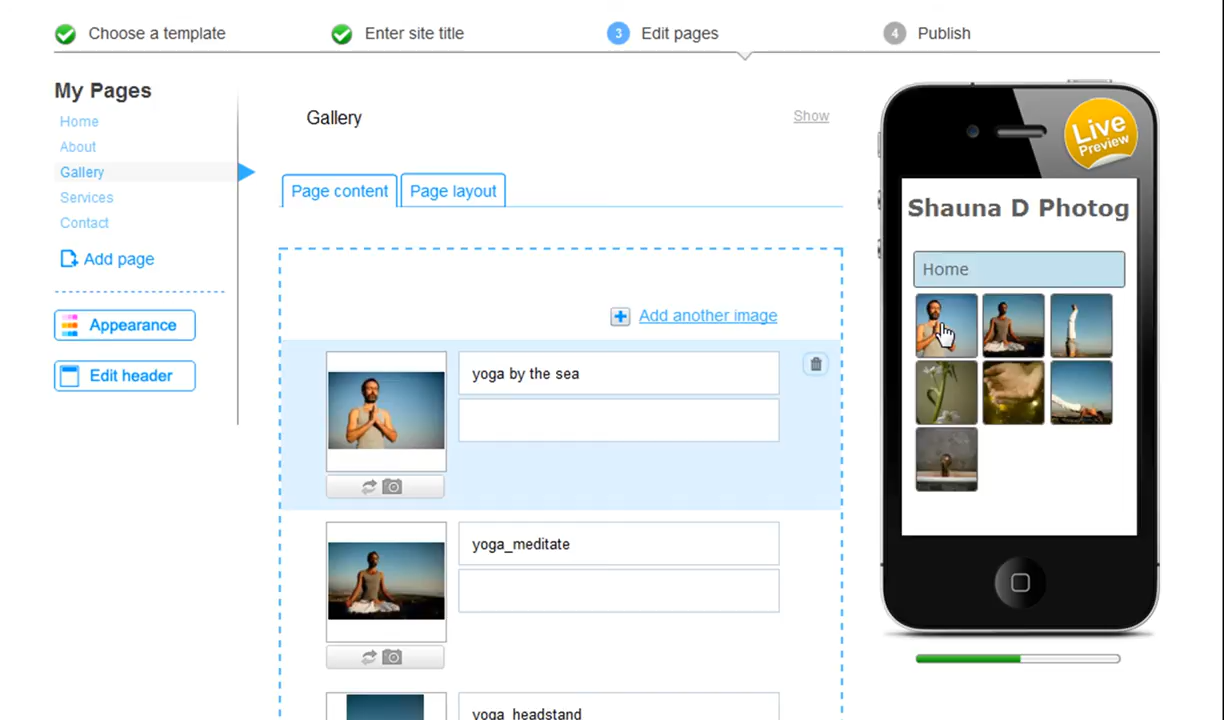 Choose a template
Enter site title
3 Edit pages
4 Publish
My Pages
Home
About
Gallery
Services
Contact
Add page
Appearance
Edit header
Gallery
Show
Page content
Page layout
Add another image
yoga by the sea
yoga_meditate
yoga_headstand
Live
Preview
Shauna D Photog
Home